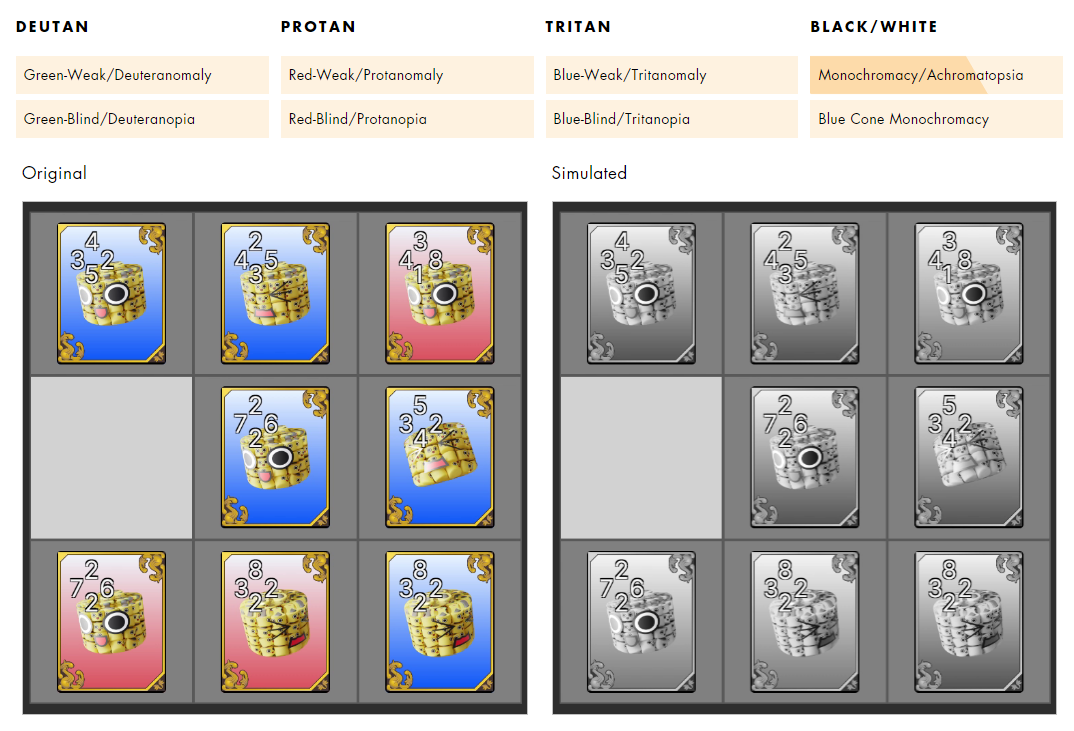 DEUTAN PROTAN TRITAN BLACK/WHITE
Green-Weak/Deuteranomaly Red-Weak/Protanomaly Blue-Weak/Tritanomaly Monochromacy/Achromatopsia
Green-Blind/Deuteranopia Red-Blind/Protanopia Blue-Blind/Tritanopia Blue Cone Monochromacy
Original Simulated
4 2 3 4 2 3
3 2 4 5 4 8 3 2 4 5 4 8
5 3 1 5 3 1
2 5 2 5
7 6 3 2 7 6 3 2
2 4 2 4
2 8 8 2 8 8
7 6 3 2 3 2 7 6 3 2 3 2
2 2 2 2 2 2